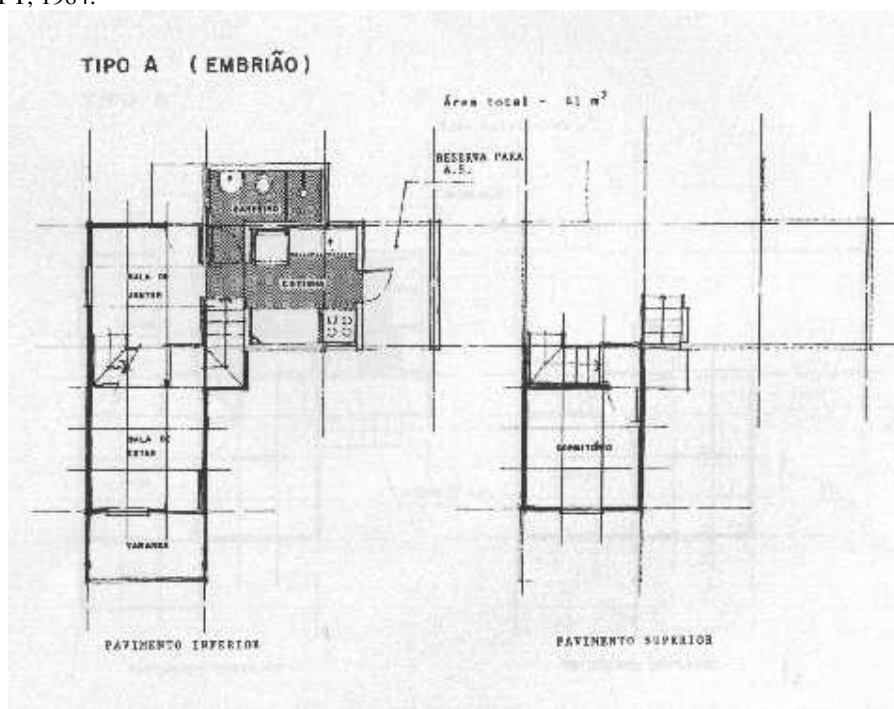 1984.
TIPO A (EMBRIÃO)
Área total - m²
RESERVA PARA
A.S.
BANHEIRO
SALA DE
JANTAR
COZINHA
SALA DE
ESTAR
DORMITÓRIO
VARANDA
PAVIMENTO INFERIOR
PAVIMENTO SUPERIOR